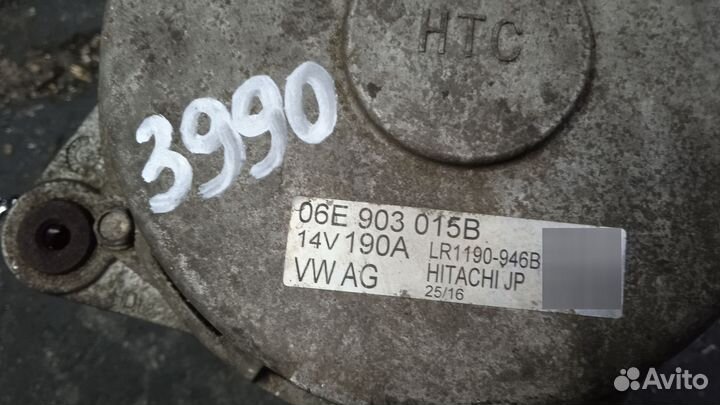 HTC
3990
06E 903 015B
14V 190A LR1190-946B
VW AG HITACHI JP
25/16
Avito